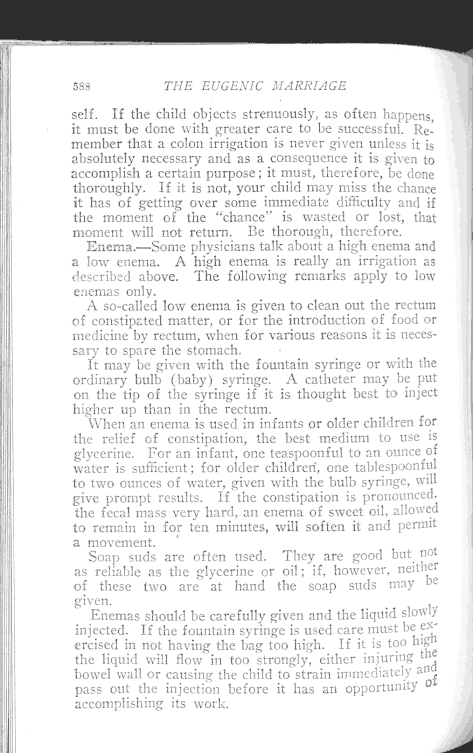 588 THE EUGENIC MARRIAGE
self. If the child objects strenuously, as often happens,
it must be done with greater care to be successful. Re-
member that a colon irrigation is never given unless it is
absolutely necessary and as a consequence it is given to
accomplish a certain purpose; it must, therefore, be done
thoroughly. If it is not, your child may miss the chance
it has of getting over some immediate difficulty and if
the moment of the "chance" is wasted or lost, that
moment will not return. Be thorough, therefore.
Enema.—Some physicians talk about a high enema and
a low enema. A high enema is really an irrigation as
described above. The following remarks apply to low
enemas only.
A so-called low enema is given to clean out the rectum
of constipated matter, or for the introduction of food or
medicine by rectum, when for various reasons it is neces-
sary to spare the stomach.
It may be given with the fountain syringe or with the
ordinary bulb (baby) syringe. A catheter may be put
on the tip of the syringe if it is thought best to inject
higher up than in the rectum.
When an enema is used in infants or older children for
the relief of constipation, the best medium to use is
glycerine. For an infant, one teaspoonful to an ounce of
water is sufficient; for older children, one tablespoonful
to two ounces of water, given with the bulb syringe, will
give prompt results. If the constipation is pronounced,
the fecal mass very hard, an enema of sweet oil, allowed
to remain in for ten minutes, will soften it and permit
a movement.
Soap suds are often used. They are good but not
as reliable as the glycerine or oil; if, however, neither
of these two are at hand the soap suds may be
given.
Enemas should be carefully given and the liquid slowly
injected. If the fountain syringe is used care must be ex-
ercised in not having the bag too high. If it is too high
the liquid will flow in too strongly, either injuring the
bowel wall or causing the child to strain immediately and
pass out the injection before it has an opportunity of
accomplishing its work.